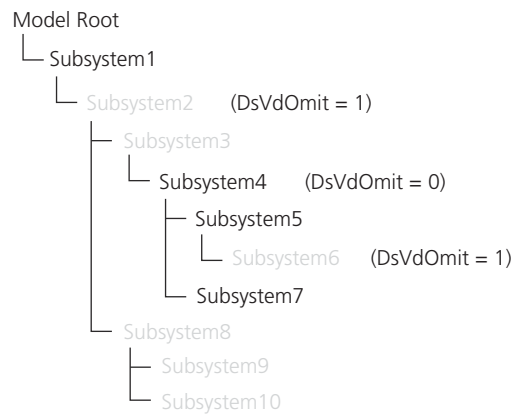 Model Root
Subsystem1
Subsystem2 (DsVdOmit = 1)
Subsystem3
Subsystem4 (DsVdOmit = 0)
Subsystem5
Subsystem6 (DsVdOmit = 1)
Subsystem7
Subsystem8
Subsystem9
Subsystem10